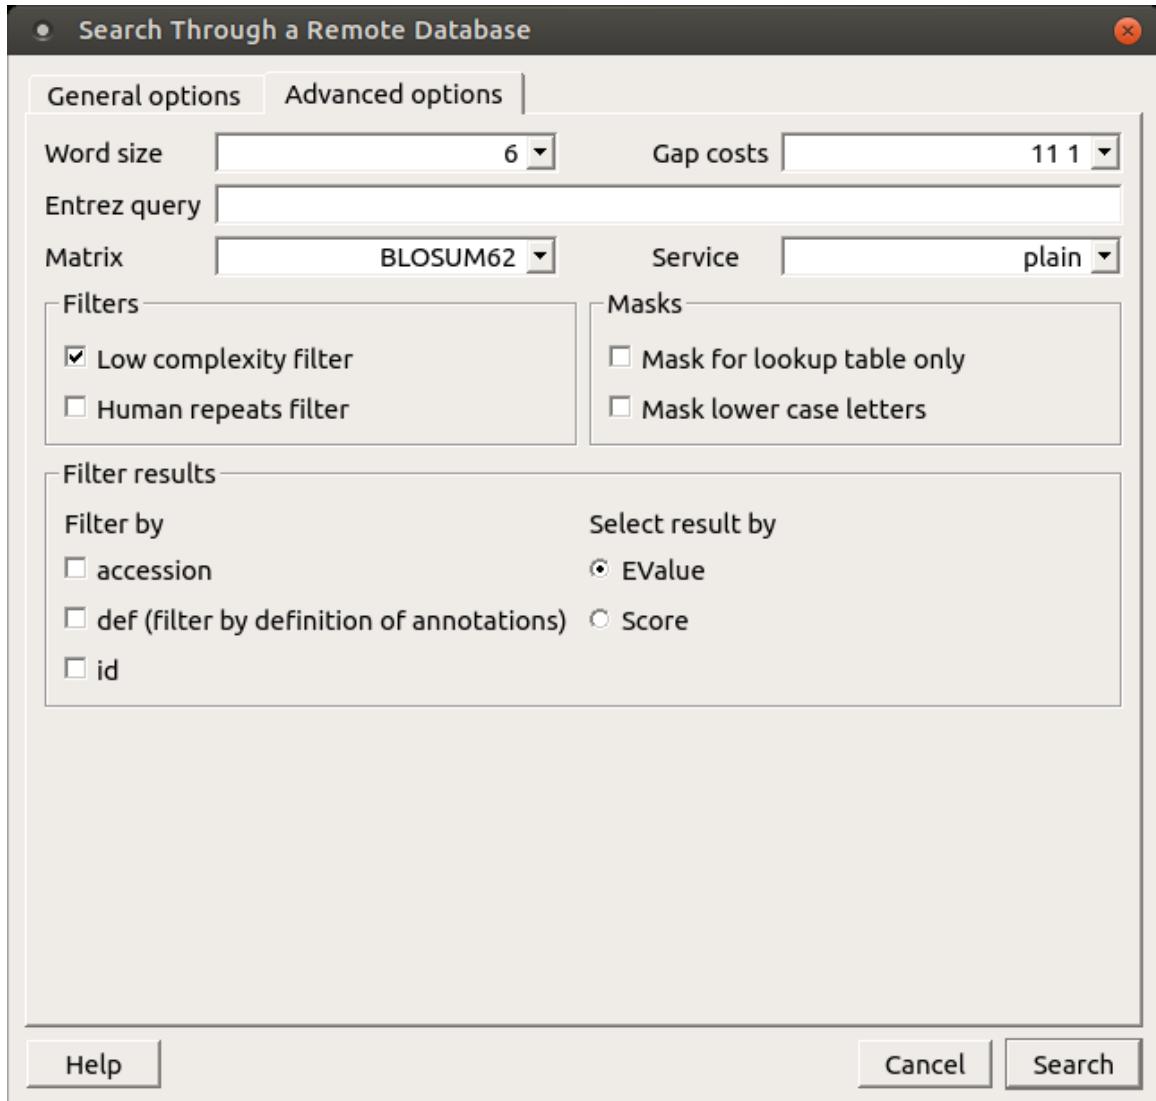 Search Through a Remote Database
General options Advanced options
Word size 6 Gap costs 11 1
Entrez query
Matrix BLOSUM62 Service plain
Filters Masks
Low complexity filter Mask for lookup table only
Human repeats filter Mask lower case letters
Filter results
Filter by Select result by
accession EValue
def (filter by definition of annotations) Score
id
Help Cancel Search